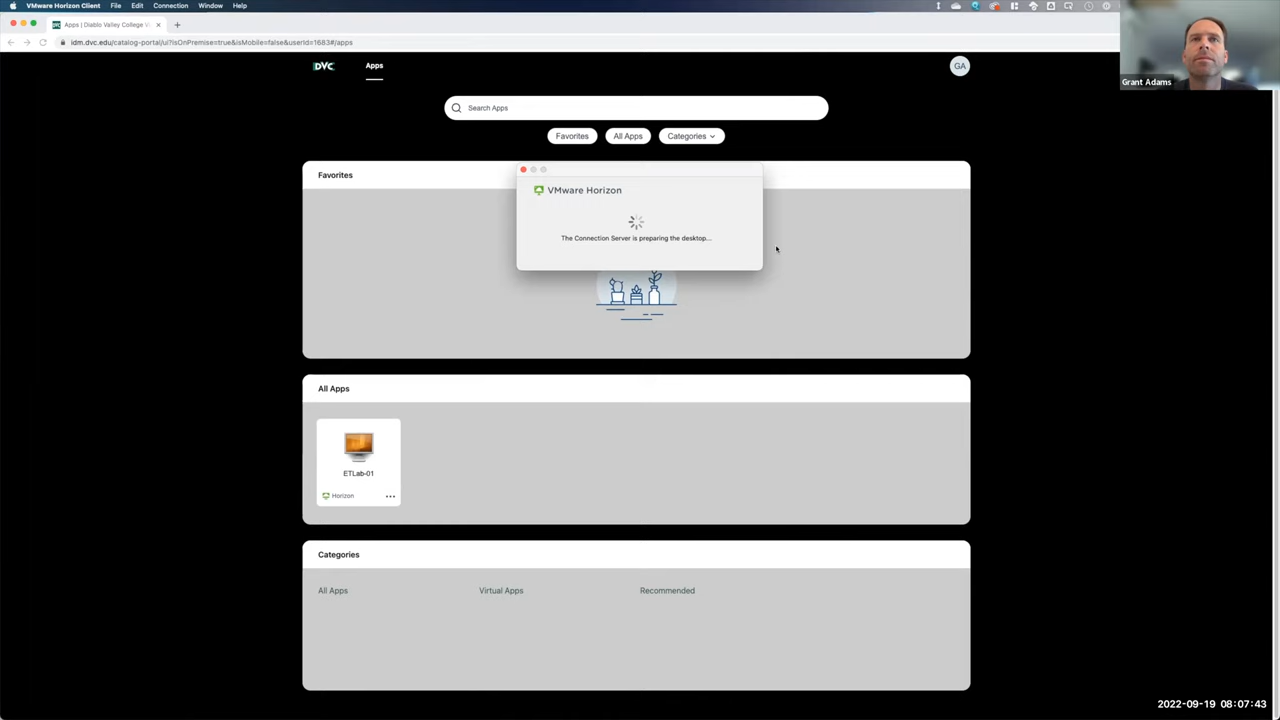 VMware Horizon Client File Edit Connection Window Help
Apps | Diablo Valley College V
idm.dvc.edu/catalog-portal/ui?isOnPremise=true&isMobile=false&userId=1683#/apps
Grant Adams
DVC Apps GA
Search Apps
Favorites All Apps Categories
Favorites
VMware Horizon
The Connection Server is preparing the desktop...
All Apps
ETLab-01
Horizon
Categories
All Apps Virtual Apps Recommended
2022-09-19 08:07:43